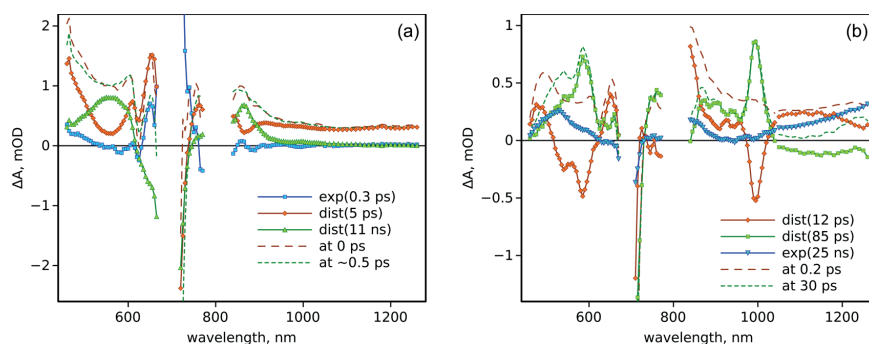 (a)
ΔA, mOD
2
1
0
−1
−2
exp(0.3 ps)
dist(5 ps)
dist(11 ns)
at 0 ps
at ~0.5 ps
600
800
1000
1200
wavelength, nm
(b)
ΔA, mOD
1
0.5
0
−0.5
−1
dist(12 ps)
dist(85 ps)
exp(25 ns)
at 0.2 ps
at 30 ps
600
800
1000
1200
wavelength, nm